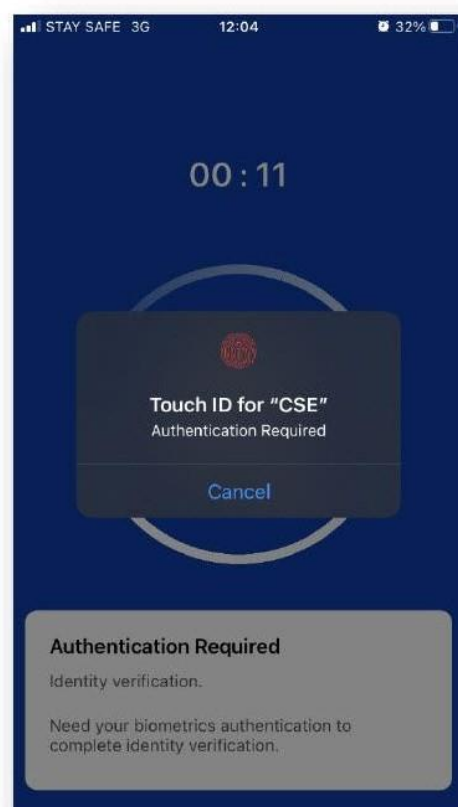 STAY SAFE 3G 12:04 32%
00:11
Touch ID for “CSE”
Authentication Required
Cancel
Authentication Required
Identity verification.
Need your biometrics authentication to
complete identity verification.